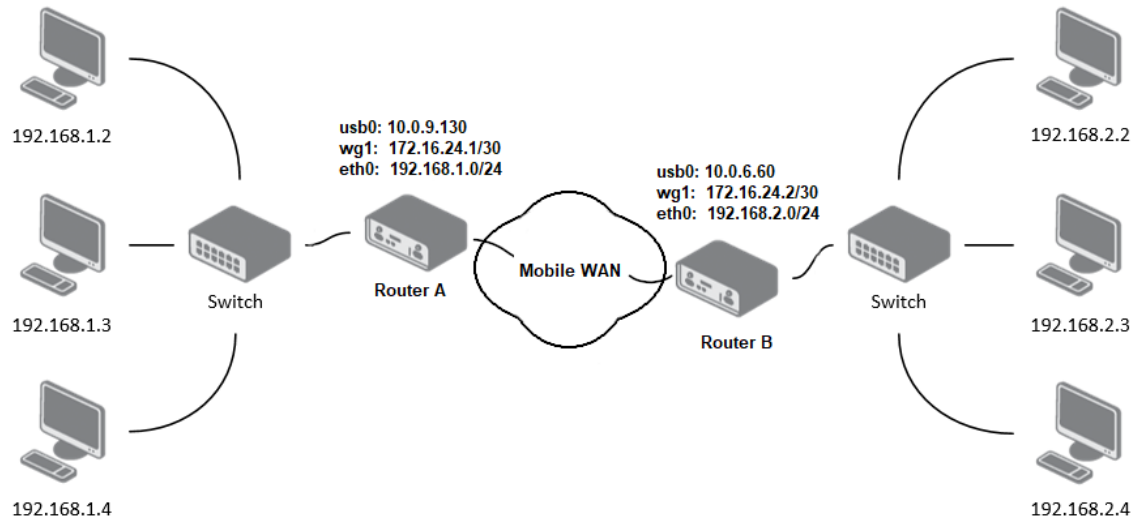 192.168.1.2
192.168.1.3
192.168.1.4
Switch
usb0: 10.0.9.130
wg1: 172.16.24.1/30
eth0: 192.168.1.0/24
Router A
Mobile WAN
usb0: 10.0.6.60
wg1: 172.16.24.2/30
eth0: 192.168.2.0/24
Router B
Switch
192.168.2.2
192.168.2.3
192.168.2.4